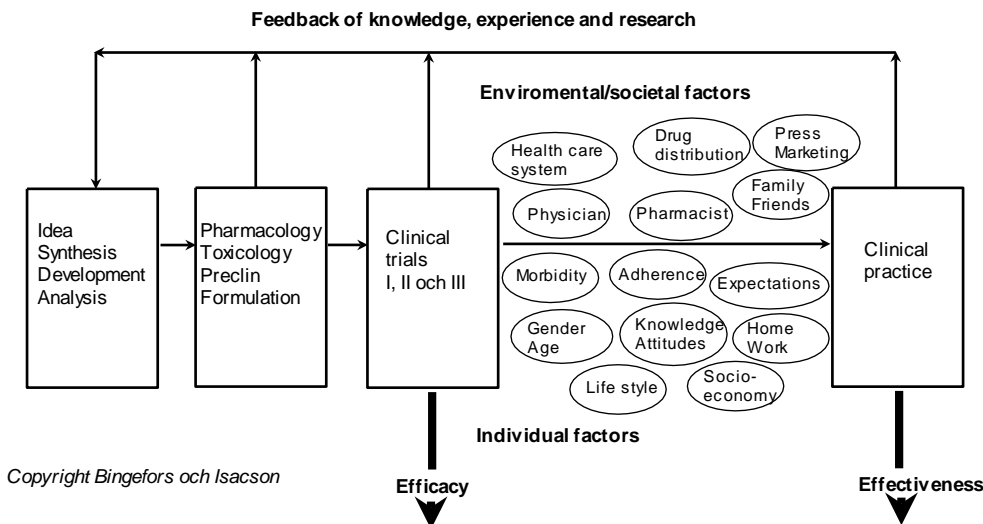 Feedback of knowledge, experience and research
Enviromental/societal factors
Health care
system
Drug
distribution
Press
Marketing
Family
Friends
Physician
Pharmacist
Idea
Synthesis
Development
Analysis
Pharmacology
Toxicology
Preclin
Formulation
Clinical
trials
I, II och III
Clinical
practice
Morbidity
Adherence
Expectations
Gender
Age
Knowledge
Attitudes
Home
Work
Life style
Socio-
economy
Individual factors
Copyright Bingefors och Isacson
Efficacy
Effectiveness